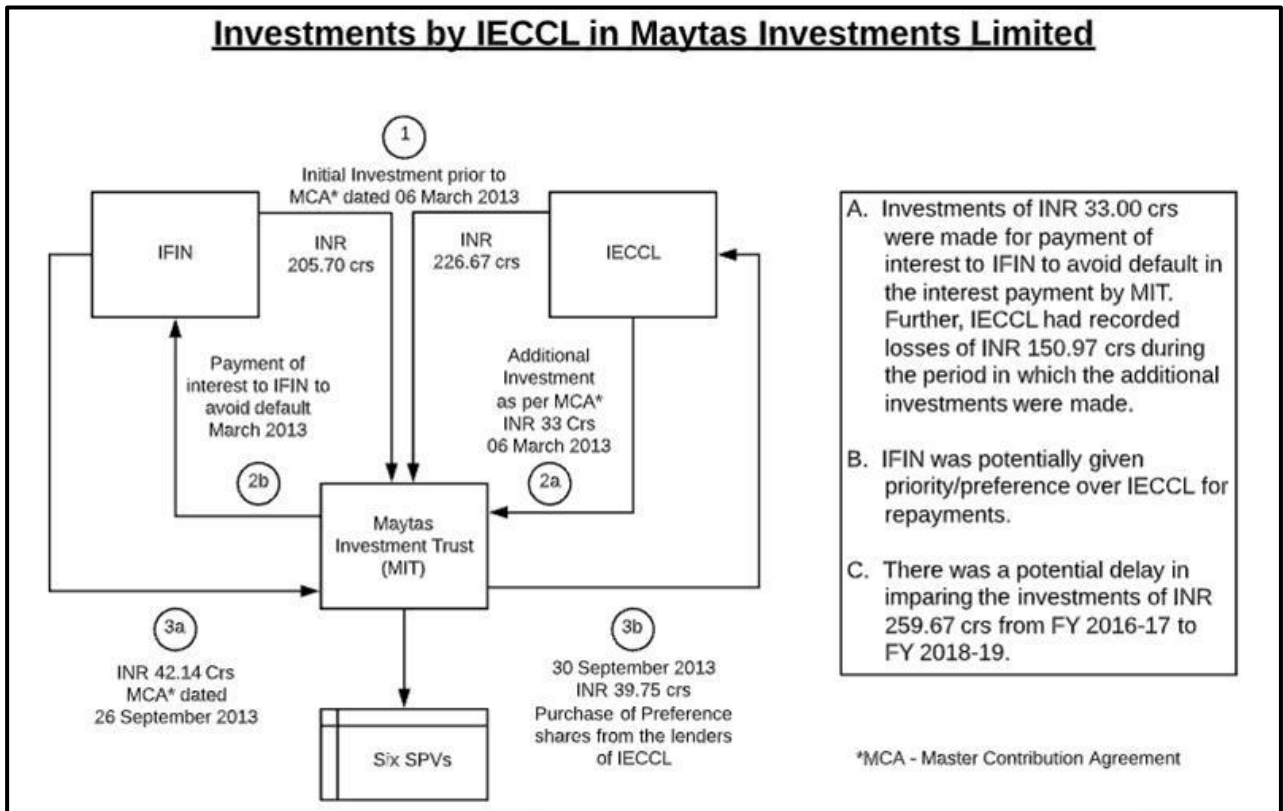 Investments by IECCL in Maytas Investments Limited
1
Initial Investment prior to
MCA* dated 06 March 2013
IFIN
INR
205.70 crs
INR
226.67 crs
IECCL
Payment of
interest to IFIN to
avoid default
March 2013
2b
Additional
Investment
as per MCA*
INR 33 Crs
06 March 2013
2a
Maytas
Investment Trust
(MIT)
3a
INR 42.14 Crs
MCA* dated
26 September 2013
3b
30 September 2013
INR 39.75 crs
Purchase of Preference
shares from the lenders
of IECCL
Six SPVs
A. Investments of INR 33.00 crs
were made for payment of
interest to IFIN to avoid default in
the interest payment by MIT.
Further, IECCL had recorded
losses of INR 150.97 crs during
the period in which the additional
investments were made.
B. IFIN was potentially given
priority/preference over IECCL for
repayments.
C. There was a potential delay in
imparing the investments of INR
259.67 crs from FY 2016-17 to
FY 2018-19.
*MCA - Master Contribution Agreement